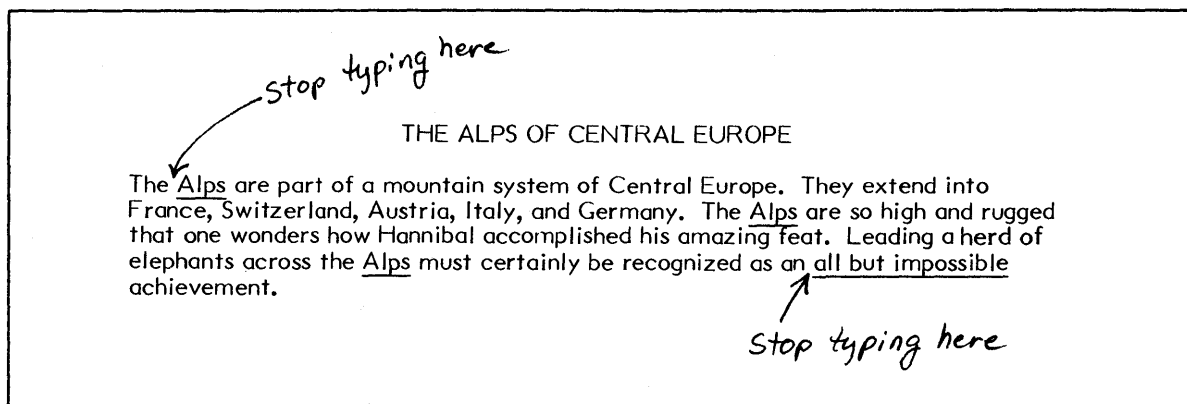 Stop typing here
THE ALPS OF CENTRAL EUROPE
The Alps are part of a mountain system of Central Europe. They extend into
France, Switzerland, Austria, Italy, and Germany. The Alps are so high and rugged
that one wonders how Hannibal accomplished his amazing feat. Leading a herd of
elephants across the Alps must certainly be recognized as an all but impossible
achievement.
Stop typing here